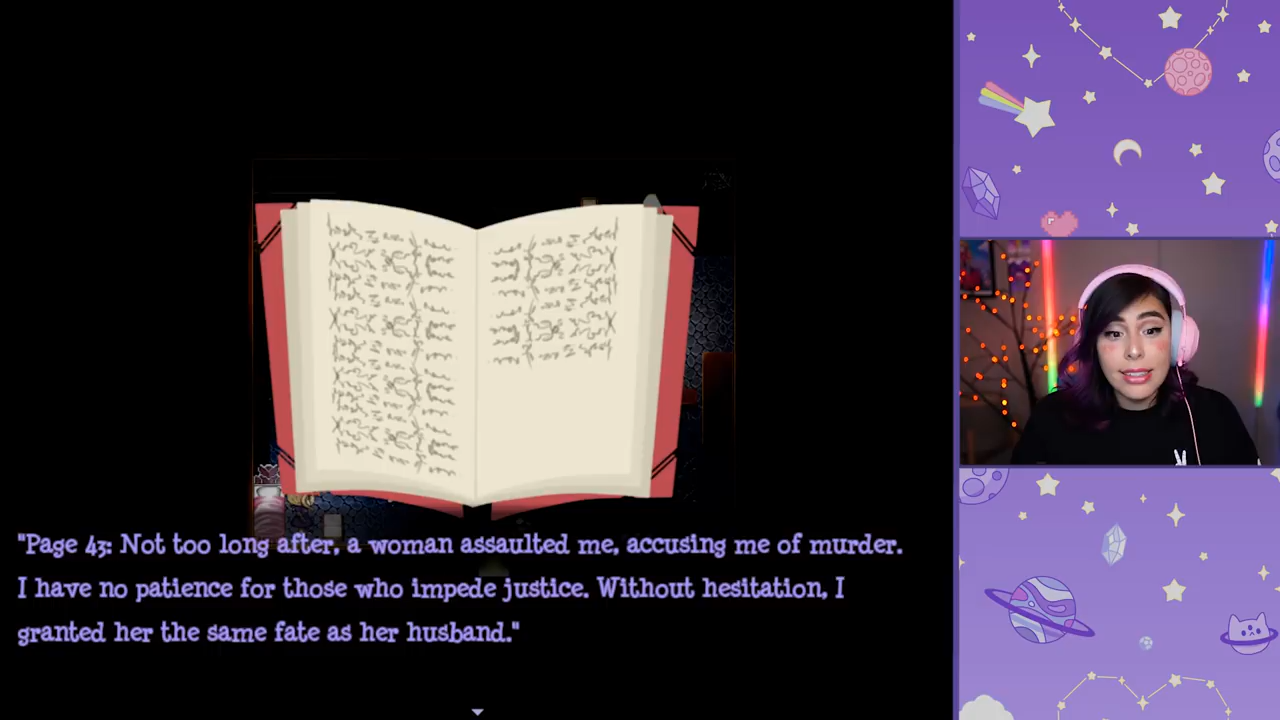 "Page 43: Not too long after, a woman assaulted me, accusing me of murder.
I have no patience for those who impede justice. Without hesitation, I
granted her the same fate as her husband."